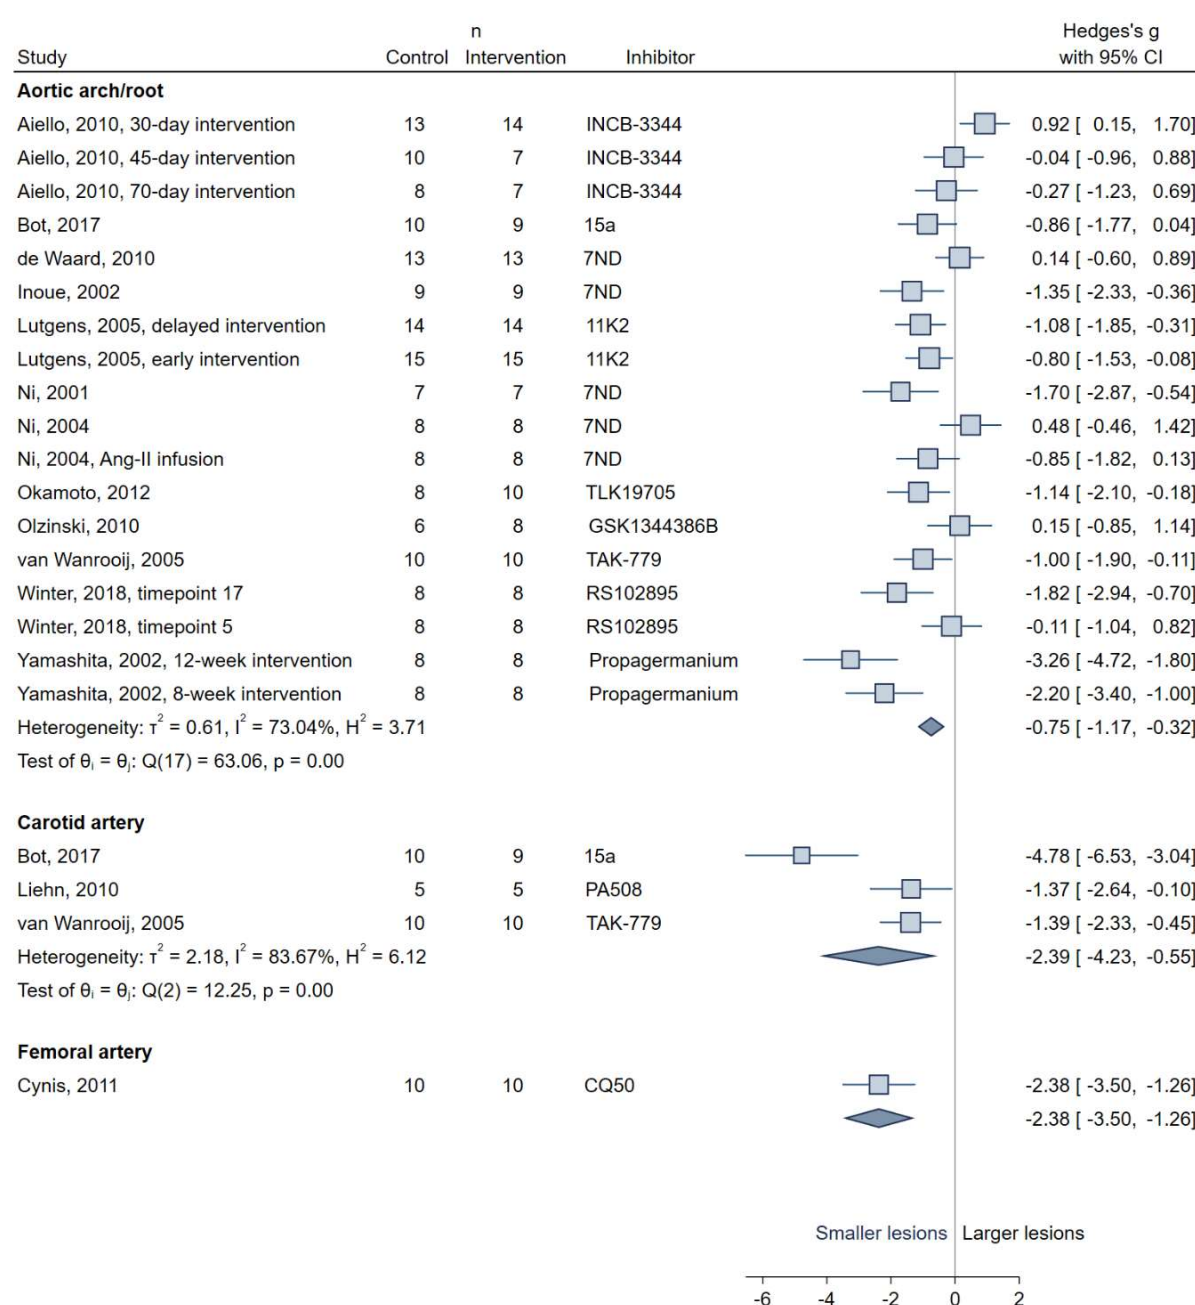 n Hedges's g
Study Control Intervention Inhibitor with 95% CI
Aortic arch/root
Aiello, 2010, 30-day intervention 13 14 INCB-3344 0.92 [ 0.15, 1.70]
Aiello, 2010, 45-day intervention 10 7 INCB-3344 -0.04 [ -0.96, 0.88]
Aiello, 2010, 70-day intervention 8 7 INCB-3344 -0.27 [ -1.23, 0.69]
Bot, 2017 10 9 15a -0.86 [ -1.77, 0.04]
de Waard, 2010 13 13 7ND 0.14 [ -0.60, 0.89]
Inoue, 2002 9 9 7ND -1.35 [ -2.33, -0.36]
Lutgens, 2005, delayed intervention 14 14 11K2 -1.08 [ -1.85, -0.31]
Lutgens, 2005, early intervention 15 15 11K2 -0.80 [ -1.53, -0.08]
Ni, 2001 7 7 7ND -1.70 [ -2.87, -0.54]
Ni, 2004 8 8 7ND 0.48 [ -0.46, 1.42]
Ni, 2004, Ang-II infusion 8 8 7ND -0.85 [ -1.82, 0.13]
Okamoto, 2012 8 10 TLK19705 -1.14 [ -2.10, -0.18]
Olzinski, 2010 6 8 GSK1344386B 0.15 [ -0.85, 1.14]
van Wanrooij, 2005 10 10 TAK-779 -1.00 [ -1.90, -0.11]
Winter, 2018, timepoint 17 8 8 RS102895 -1.82 [ -2.94, -0.70]
Winter, 2018, timepoint 5 8 8 RS102895 -0.11 [ -1.04, 0.82]
Yamashita, 2002, 12-week intervention 8 8 Propagermanium -3.26 [ -4.72, -1.80]
Yamashita, 2002, 8-week intervention 8 8 Propagermanium -2.20 [ -3.40, -1.00]
Heterogeneity: τ² = 0.61, I² = 73.04%, H² = 3.71 -0.75 [ -1.17, -0.32]
Test of θᵢ = θⱼ: Q(17) = 63.06, p = 0.00
Carotid artery
Bot, 2017 10 9 15a -4.78 [ -6.53, -3.04]
Liehn, 2010 5 5 PA508 -1.37 [ -2.64, -0.10]
van Wanrooij, 2005 10 10 TAK-779 -1.39 [ -2.33, -0.45]
Heterogeneity: τ² = 2.18, I² = 83.67%, H² = 6.12 -2.39 [ -4.23, -0.55]
Test of θᵢ = θⱼ: Q(2) = 12.25, p = 0.00
Femoral artery
Cynis, 2011 10 10 CQ50 -2.38 [ -3.50, -1.26]
-2.38 [ -3.50, -1.26]
Smaller lesions Larger lesions
-6 -4 -2 0 2